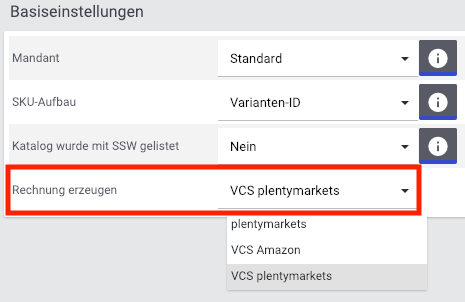 Basiseinstellungen
Mandant Standard
SKU-Aufbau Varianten-ID
Katalog wurde mit SSW gelistet Nein
Rechnung erzeugen VCS plentymarkets
plentymarkets
VCS Amazon
VCS plentymarkets